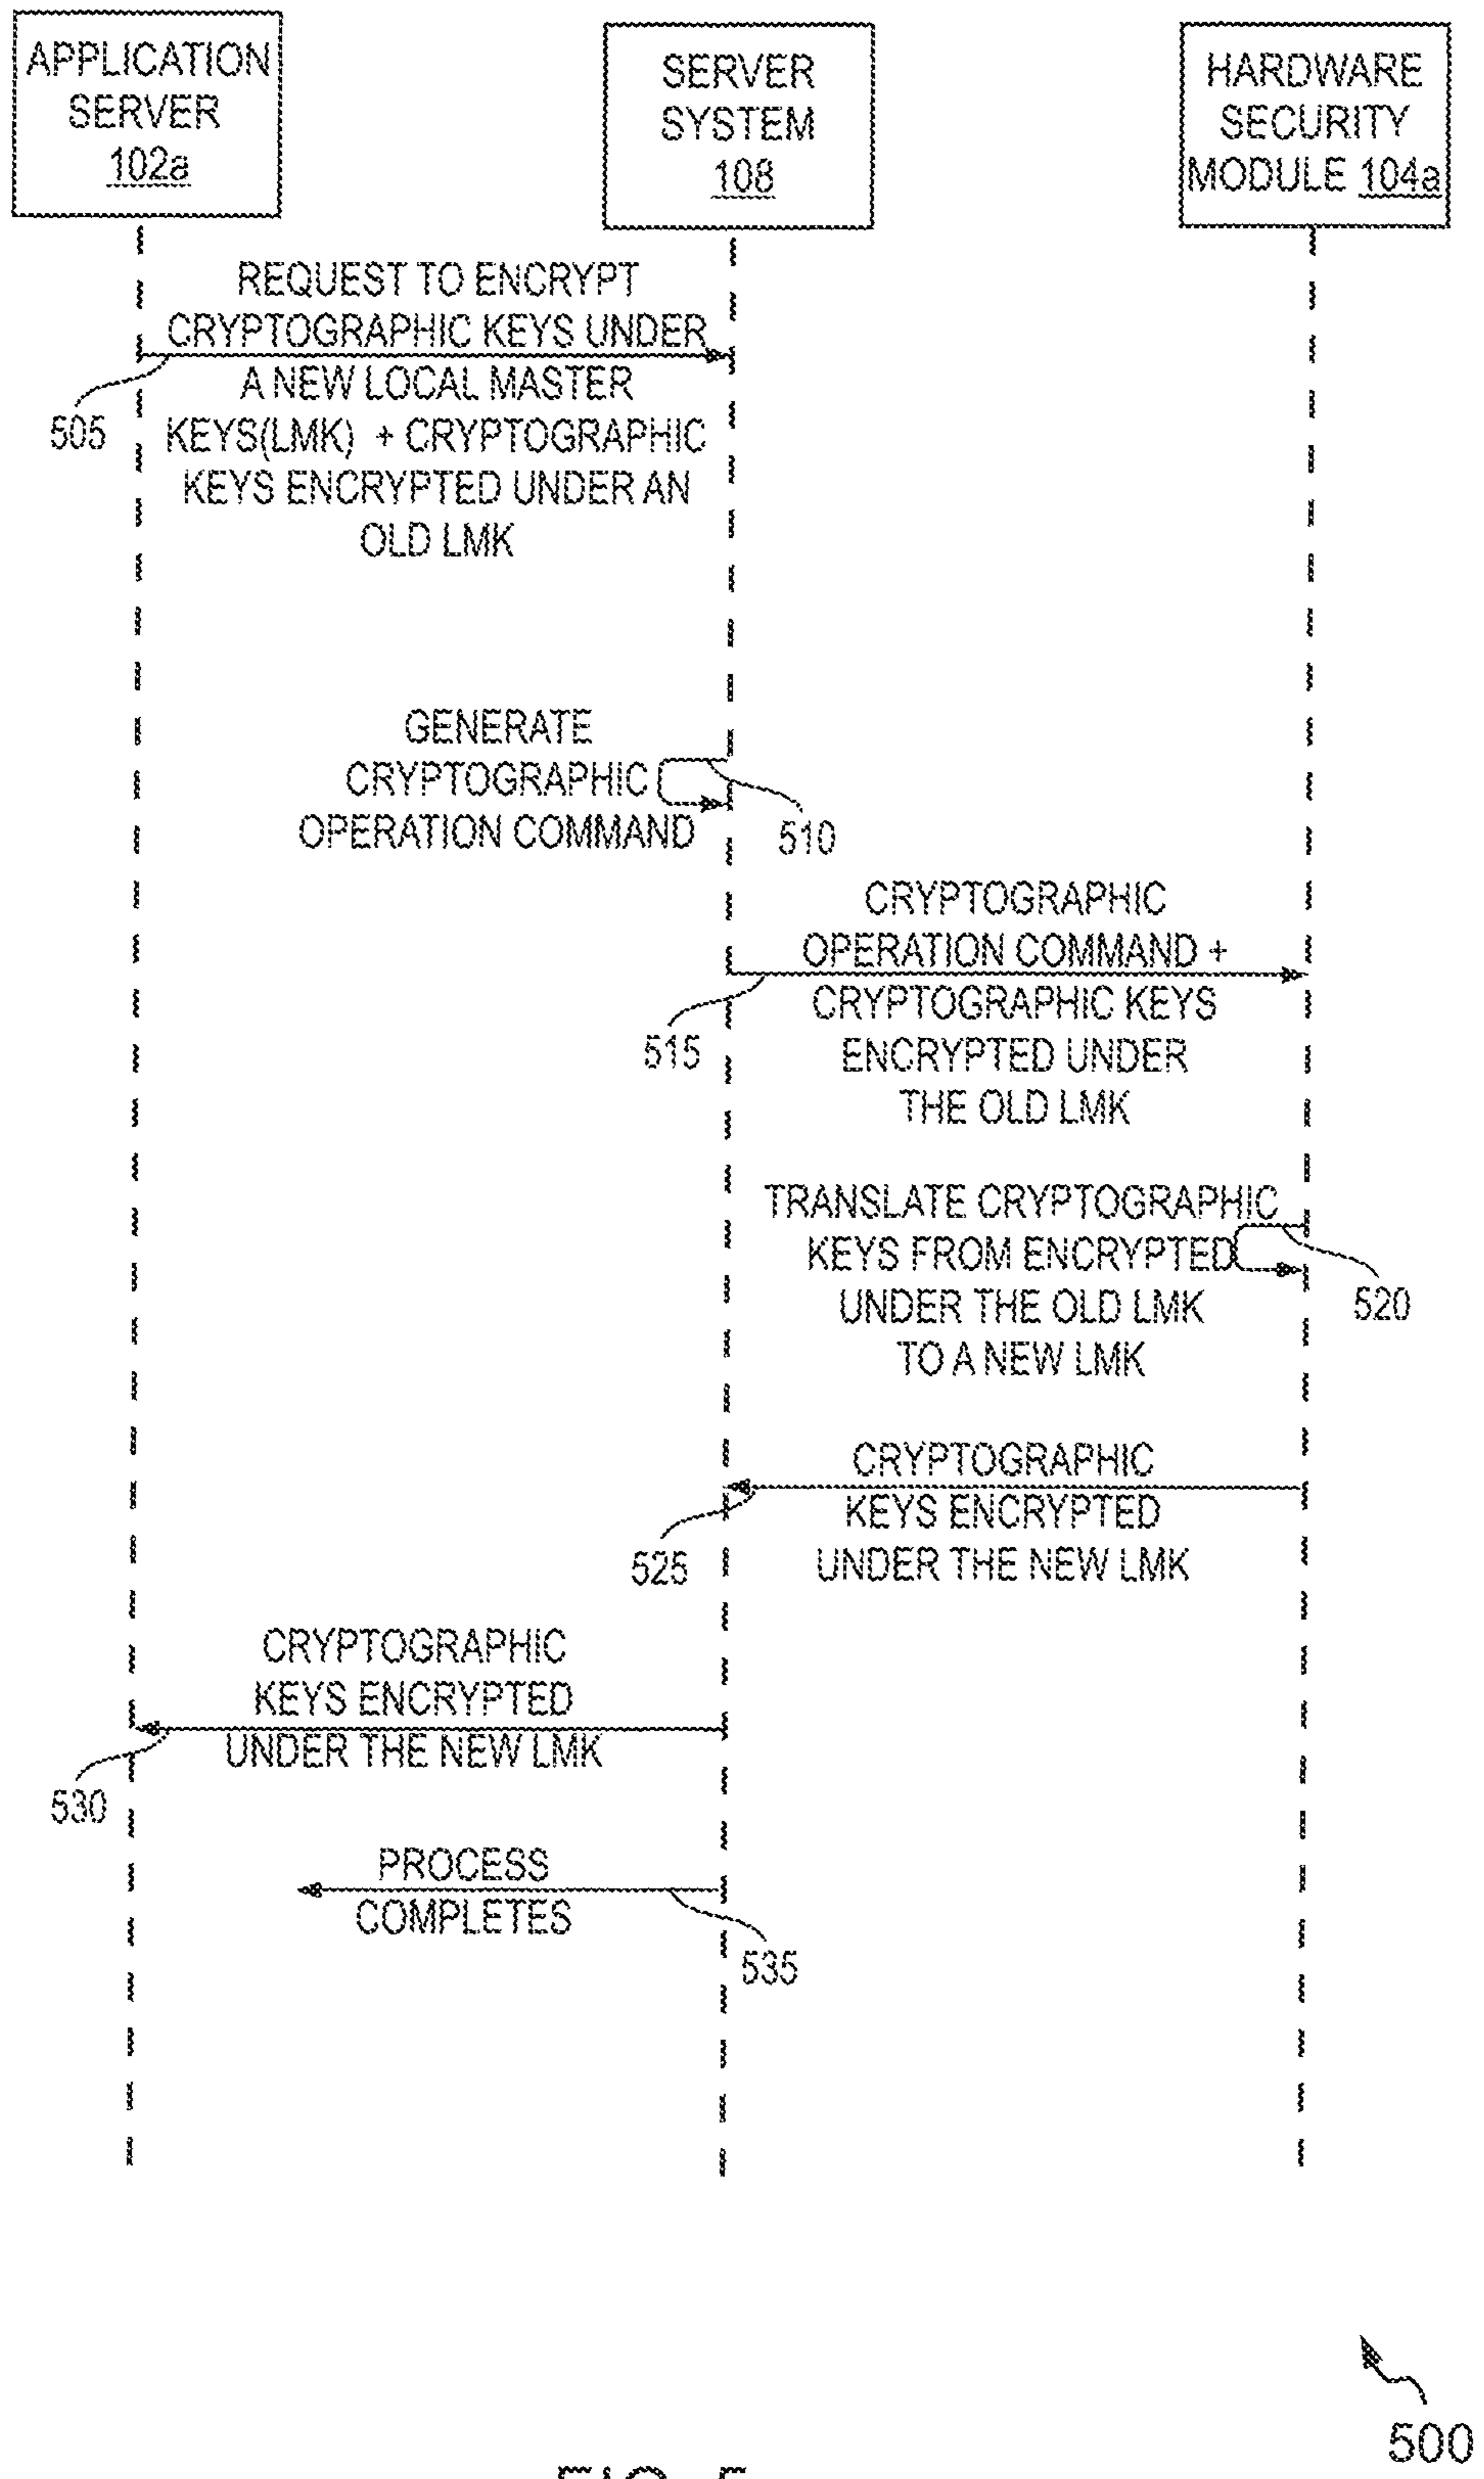 APPLICATION
SERVER
102a
SERVER
SYSTEM
108
HARDWARE
SECURITY
MODULE 104a
REQUEST TO ENCRYPT
CRYPTOGRAPHIC KEYS UNDER
A NEW LOCAL MASTER
KEYS(LMK) + CRYPTOGRAPHIC
KEYS ENCRYPTED UNDER AN
OLD LMK
505
GENERATE
CRYPTOGRAPHIC
OPERATION COMMAND
510
CRYPTOGRAPHIC
OPERATION COMMAND +
CRYPTOGRAPHIC KEYS
ENCRYPTED UNDER
THE OLD LMK
515
TRANSLATE CRYPTOGRAPHIC
KEYS FROM ENCRYPTED
UNDER THE OLD LMK
TO A NEW LMK
520
CRYPTOGRAPHIC
KEYS ENCRYPTED
UNDER THE NEW LMK
525
CRYPTOGRAPHIC
KEYS ENCRYPTED
UNDER THE NEW LMK
530
PROCESS
COMPLETES
535
500